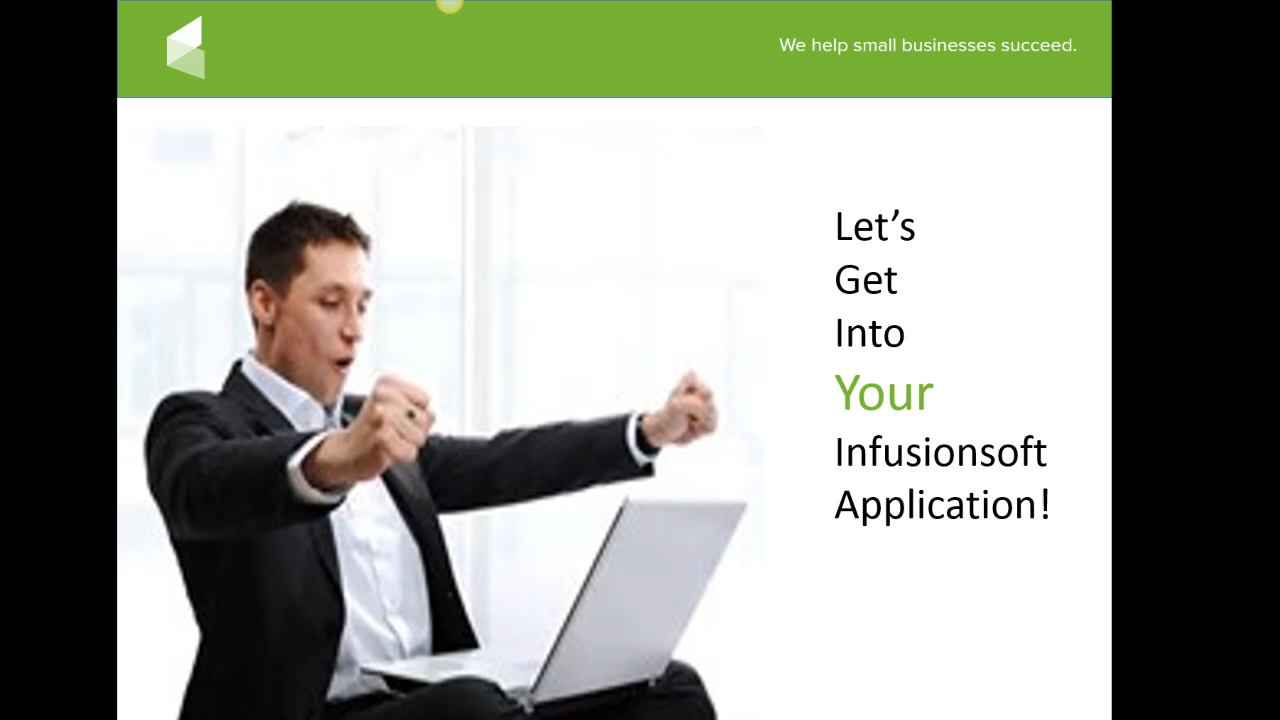 We help small businesses succeed.
Let’s
Get
Into
Your
Infusionsoft
Application!